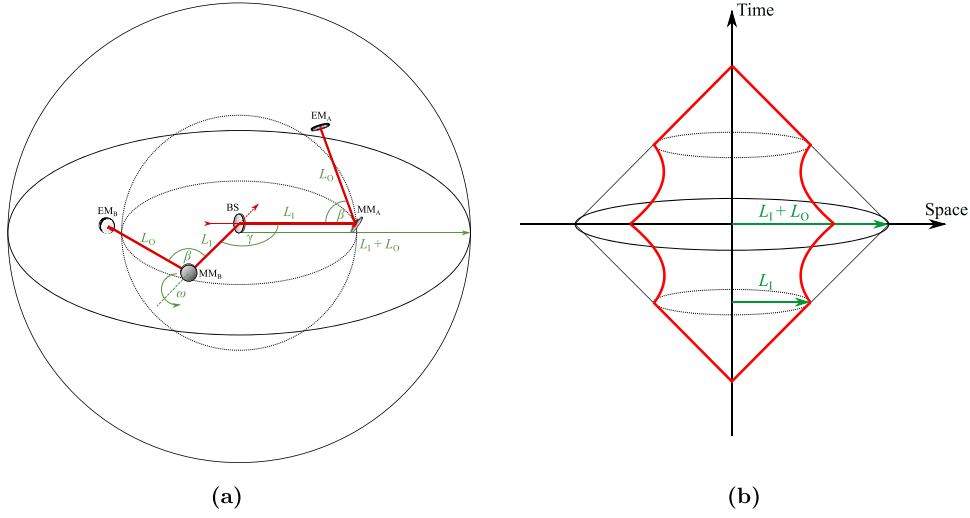 Time
EM_A
L_O
EM_B
BS
L_I
MM_A
β
L_O
L_I
γ
L_I + L_O
β
MM_B
ω
L_I + L_O
Space
L_I
(a)
(b)